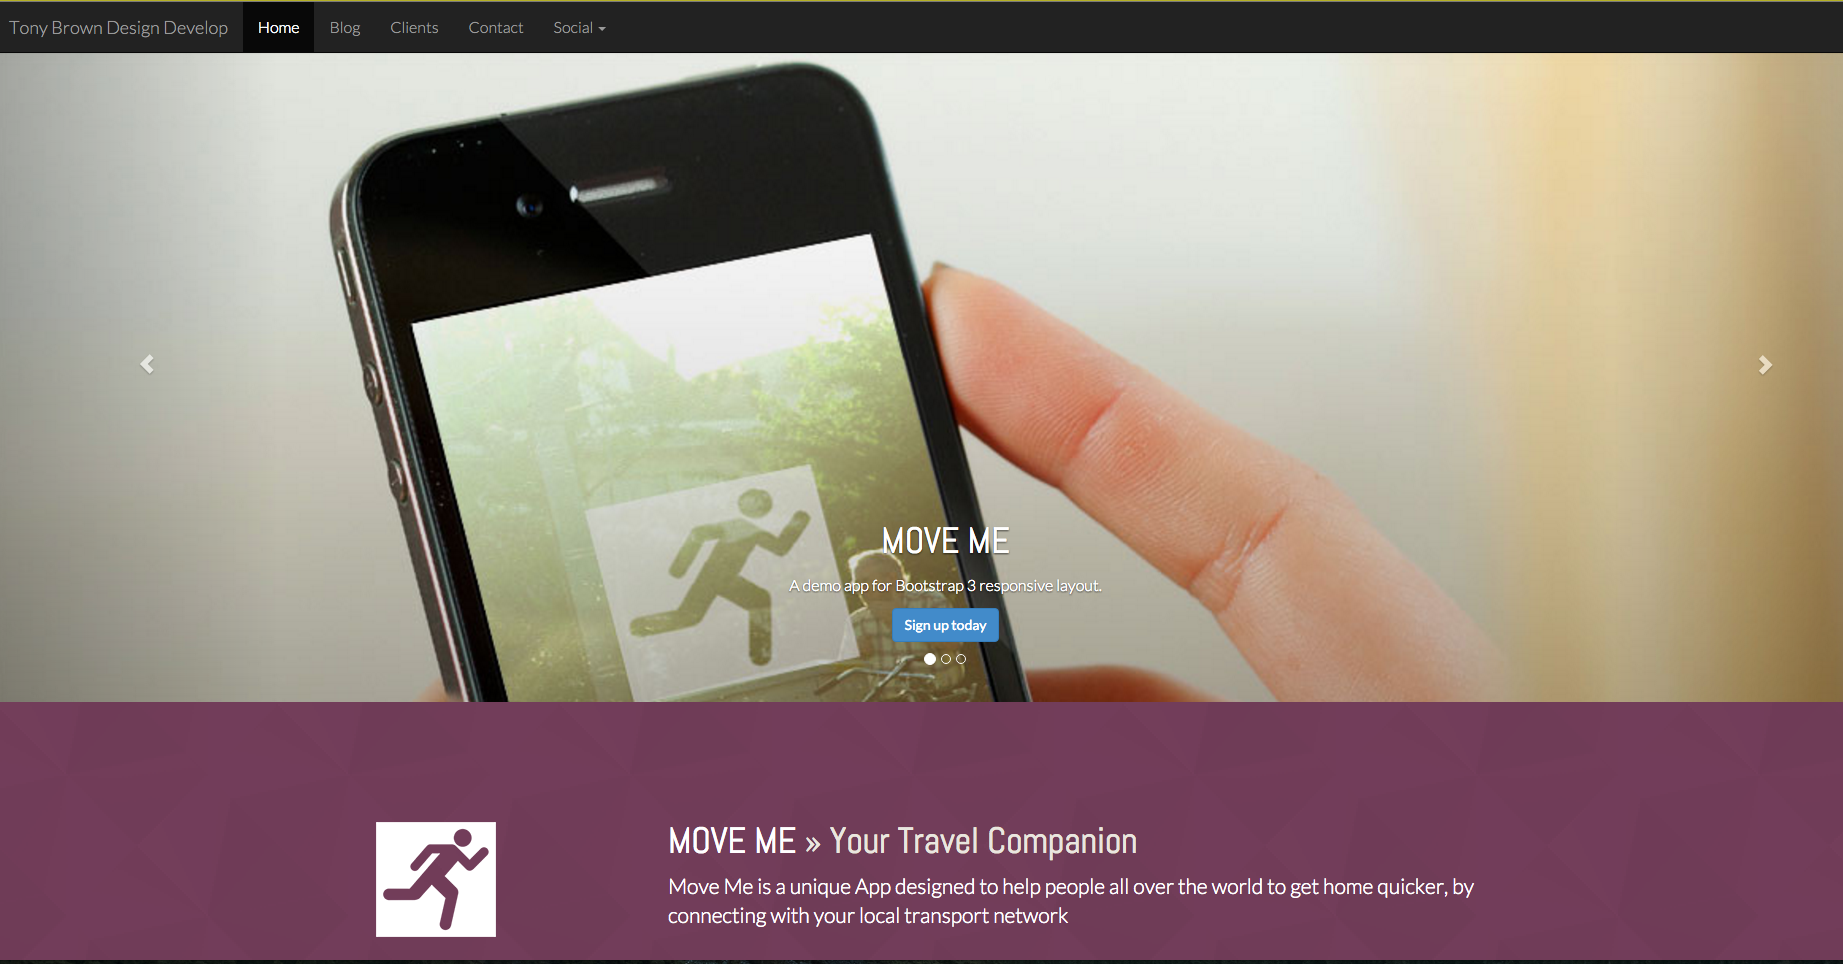 Tony Brown Design Develop Home Blog Clients Contact Social
MOVE ME
A demo app for Bootstrap 3 responsive layout.
Sign up today
MOVE ME » Your Travel Companion
Move Me is a unique App designed to help people all over the world to get home quicker, by
connecting with your local transport network